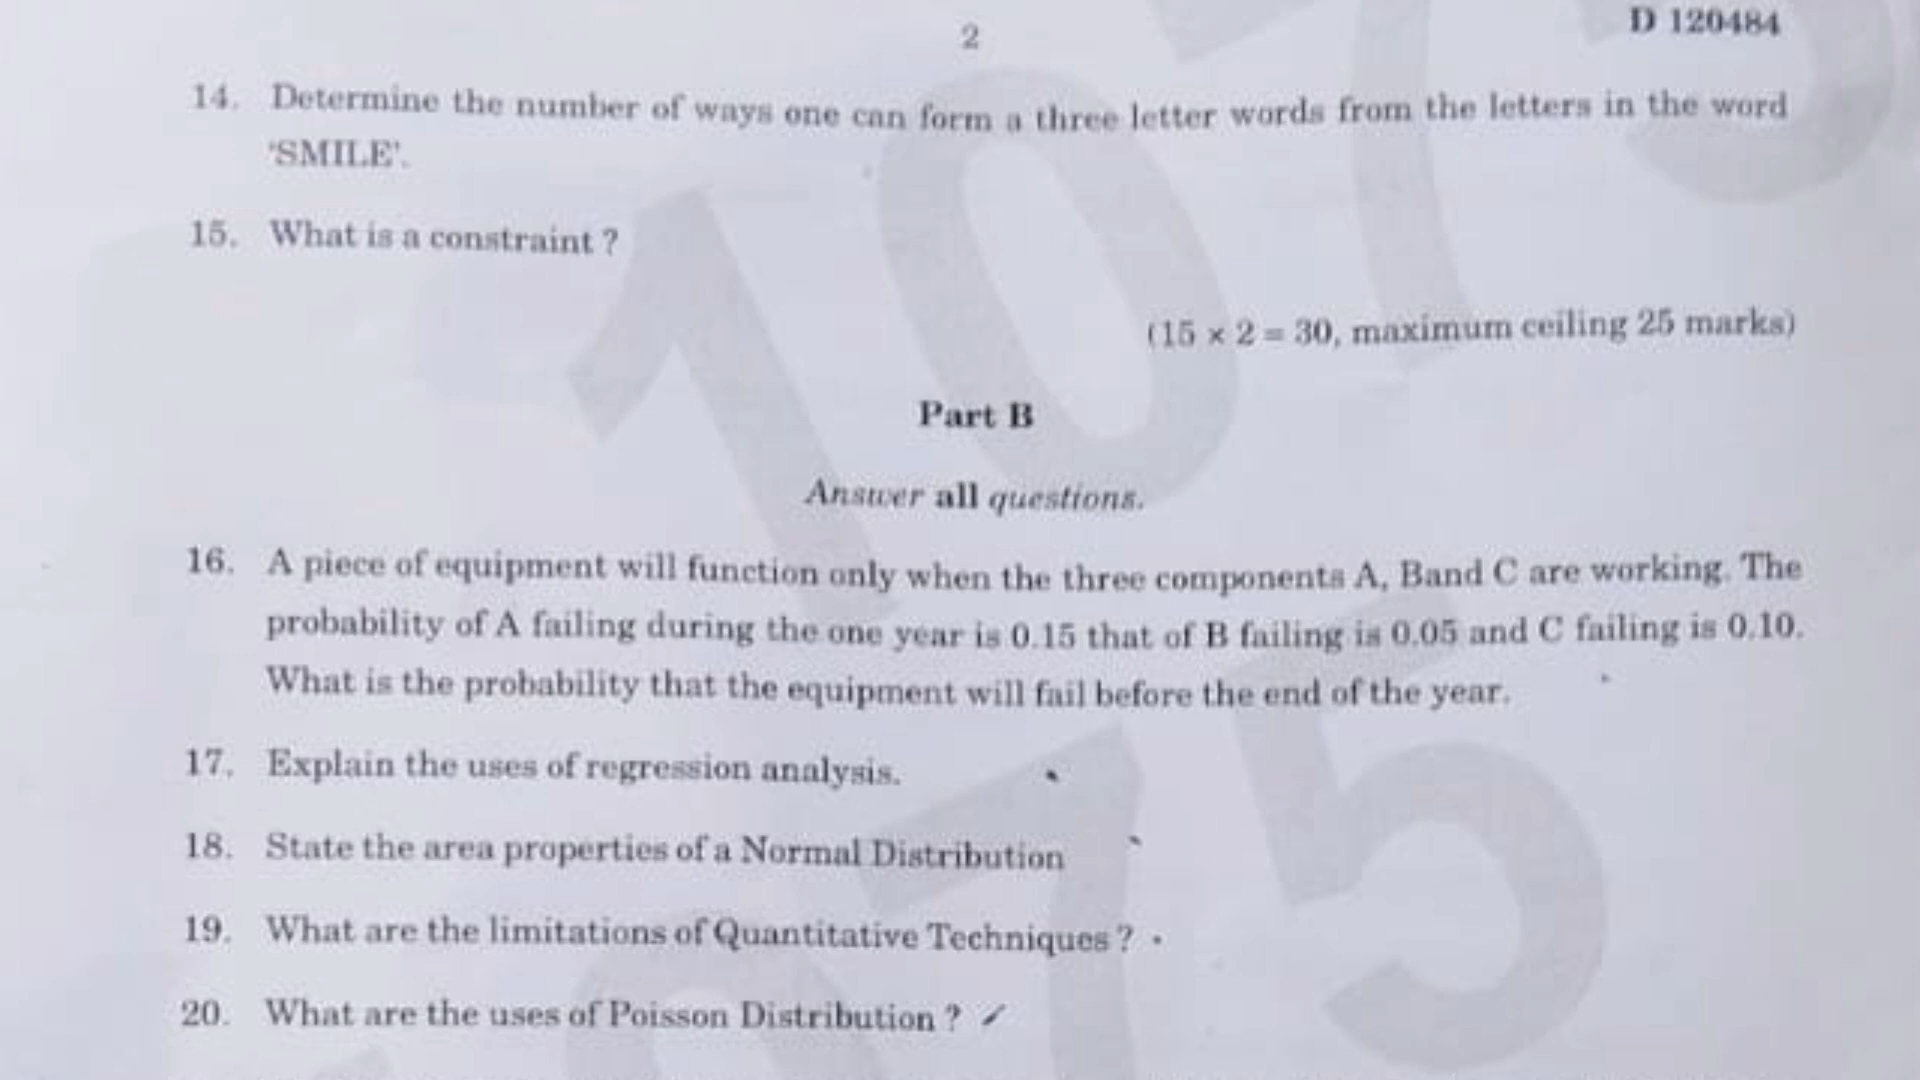 2
D 120484
14. Determine the number of ways one can form a three letter words from the letters in the word
'SMILE'.
15. What is a constraint ?
(15 × 2 = 30, maximum ceiling 25 marks)
Part B
Answer all questions.
16. A piece of equipment will function only when the three components A, Band C are working. The
probability of A failing during the one year is 0.15 that of B failing is 0.05 and C failing is 0.10.
What is the probability that the equipment will fail before the end of the year.
17. Explain the uses of regression analysis.
18. State the area properties of a Normal Distribution
19. What are the limitations of Quantitative Techniques ?
20. What are the uses of Poisson Distribution ?